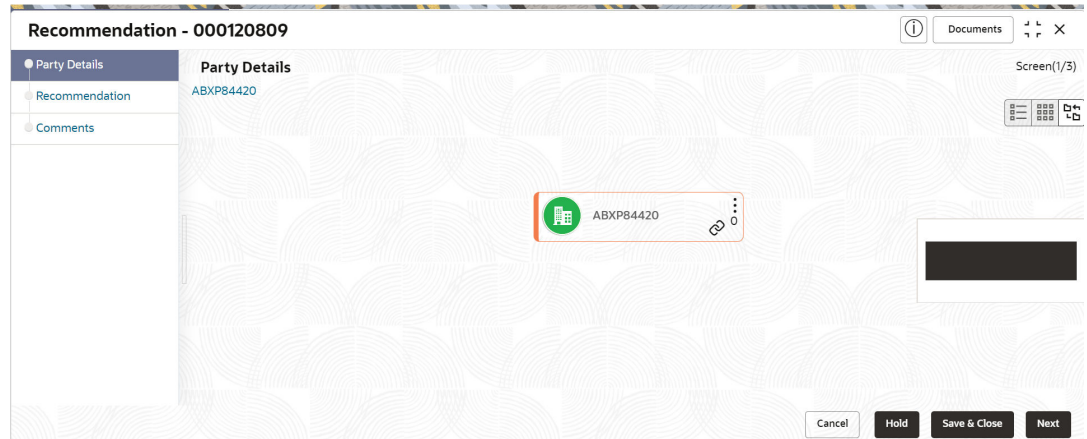 Recommendation - 000120809
Documents
Party Details
Recommendation
Comments
Party Details
Screen(1/3)
ABXP84420
ABXP84420
0
Cancel
Hold
Save & Close
Next